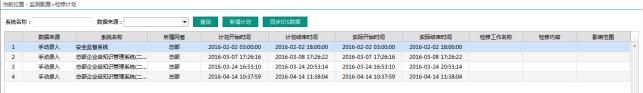 当前位置：监测配置>检修计划
系统名称： 数据来源： 查询 新增计划 同步IDS数据
数据来源 系统名称 所属网省 计划开始时间 计划结束时间 实际开始时间 实际结束时间 检修工作名称 检修内容 影响范围
1 手动录入 安全监督系统 总部 2016-02-02 03:00:00 2016-02-02 18:00:00 2016-02-02 03:00:00 2016-02-02 18:00:00
2 手动录入 总部企业级知识管理系统(二... 总部 2016-03-07 17:26:16 2016-03-08 17:26:22 2016-03-07 17:26:16 2016-03-08 17:26:22
3 手动录入 总部企业级知识管理系统(二... 总部 2016-03-24 16:53:10 2016-03-24 20:53:14 2016-03-24 16:53:10 2016-03-24 20:53:14
4 手动录入 总部企业级知识管理系统(二... 总部 2016-04-14 10:37:59 2016-04-14 11:38:04 2016-04-14 10:37:59 2016-04-14 11:38:04